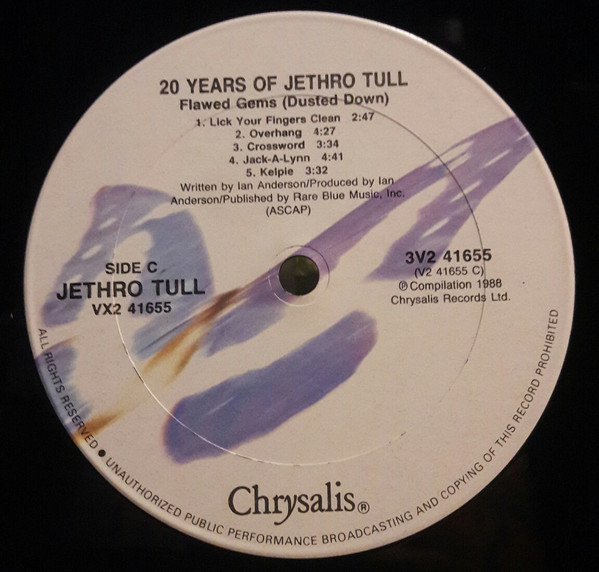 20 YEARS OF JETHRO TULL
Flawed Gems (Dusted Down)
1. Lick Your Fingers Clean 2:47
2. Overhang 4:27
3. Crossword 3:34
4. Jack-A-Lynn 4:41
5. Kelpie 3:32
Written by Ian Anderson/Produced by Ian
Anderson/Published by Rare Blue Music, Inc.
(ASCAP)
SIDE C
JETHRO TULL
VX2 41655
3V2 41655
(V2 41655 C)
℗ Compilation 1988
Chrysalis Records Ltd.
Chrysalis®
ALL RIGHTS RESERVED ● UNAUTHORIZED PUBLIC PERFORMANCE BROADCASTING AND COPYING OF THIS RECORD PROHIBITED